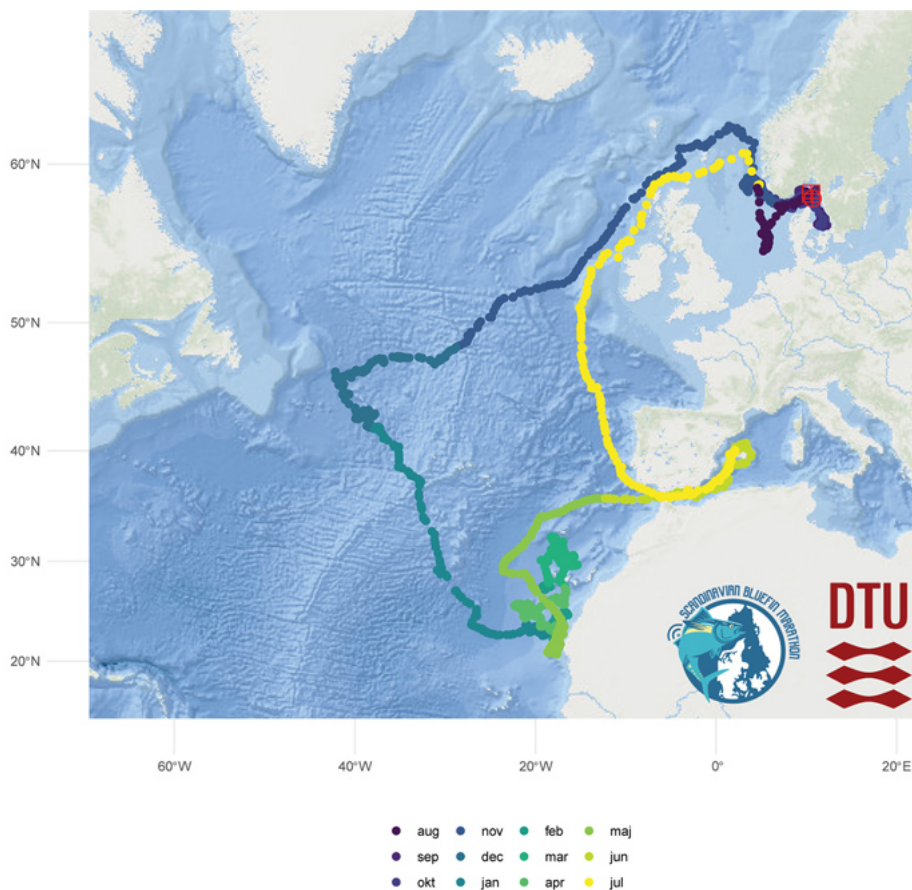 60°N
50°N
40°N
30°N
20°N
SCANDINAVIAN BLUEFIN MARATHON
DTU
60°W 40°W 20°W 0° 20°E
aug nov feb maj
sep dec mar jun
okt jan apr jul